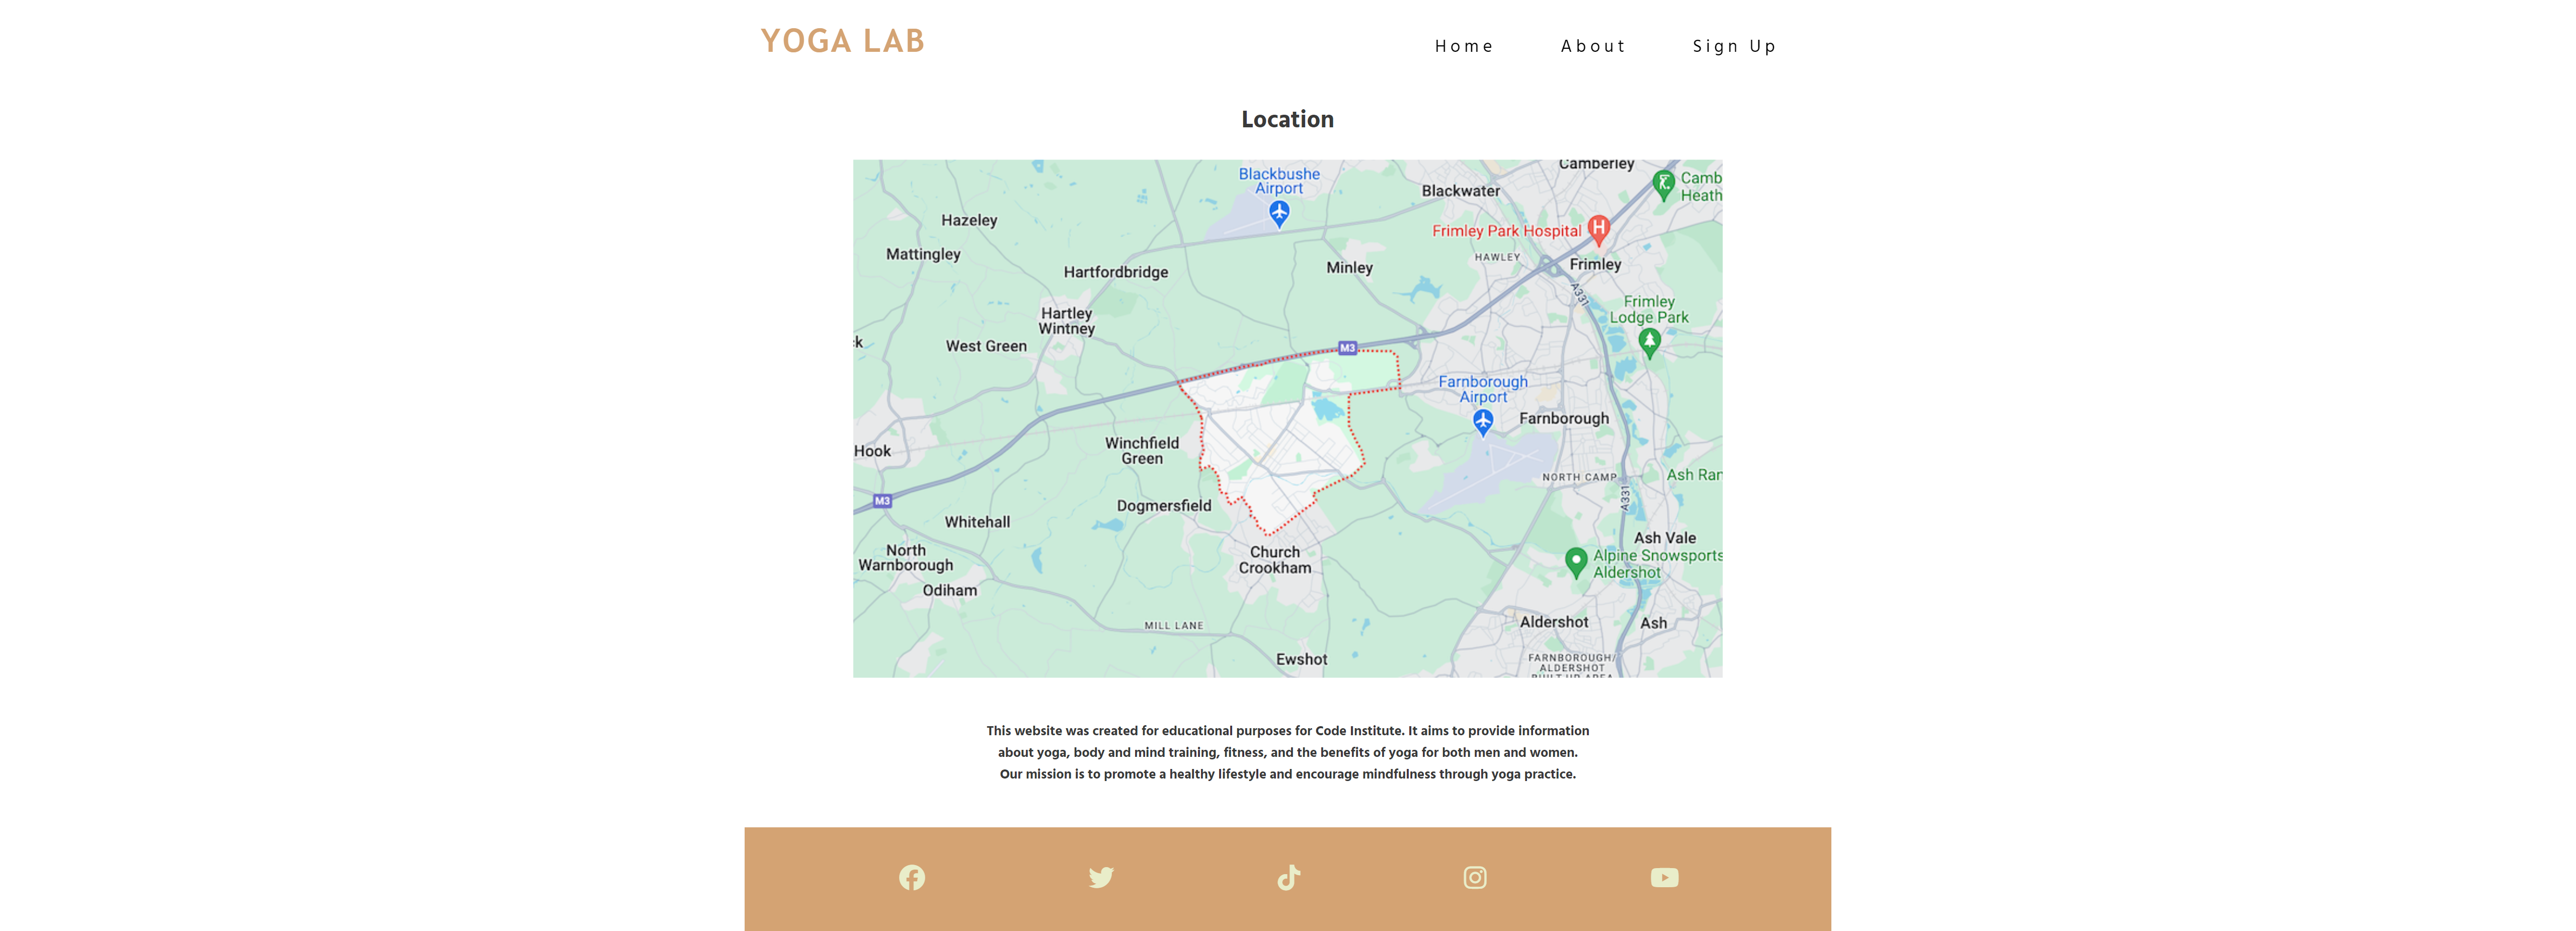 YOGA LAB
Home
About
Sign Up
Location
Camberley
Blackbushe
Airport
Blackwater
Camb
Heath
Hazeley
Frimley Park Hospital
H
Mattingley
HAWLEY
Hartfordbridge
Minley
Frimley
A331
Frimley
Lodge Park
Hartley
Wintney
West Green
M3
Farnborough
Airport
Farnborough
Winchfield
Green
Hook
NORTH CAMP
Ash Ran
A331
M3
Dogmersfield
Whitehall
Ash Vale
North
Warnborough
Church
Crookham
Alpine Snowsports
Aldershot
Odiham
MILL LANE
Aldershot
Ash
Ewshot
FARNBOROUGH/
ALDERSHOT
BUILT-UP AREA
This website was created for educational purposes for Code Institute. It aims to provide information
about yoga, body and mind training, fitness, and the benefits of yoga for both men and women.
Our mission is to promote a healthy lifestyle and encourage mindfulness through yoga practice.